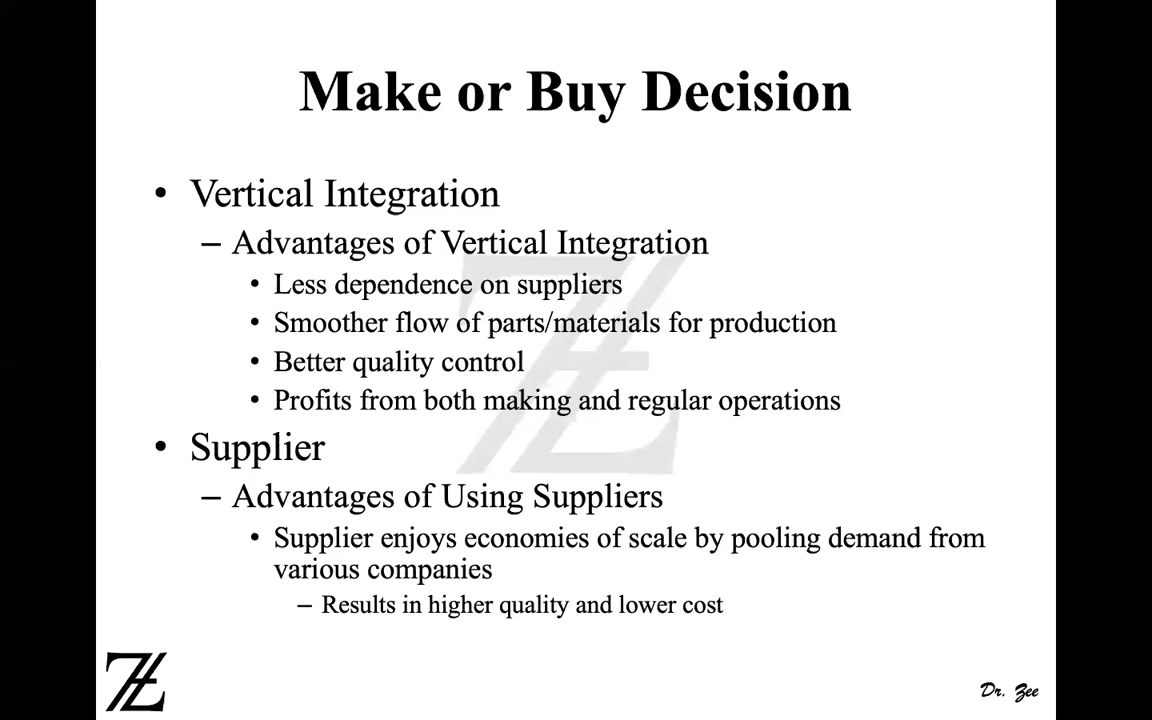 Make or Buy Decision
• Vertical Integration
– Advantages of Vertical Integration
• Less dependence on suppliers
• Smoother flow of parts/materials for production
• Better quality control
• Profits from both making and regular operations
• Supplier
– Advantages of Using Suppliers
• Supplier enjoys economies of scale by pooling demand from
various companies
– Results in higher quality and lower cost
Dr. Zee